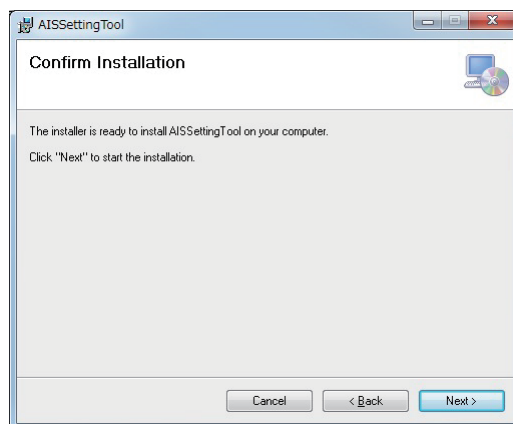 AISSettingTool
Confirm Installation
The installer is ready to install AISSettingTool on your computer.
Click "Next" to start the installation.
Cancel
< Back
Next >